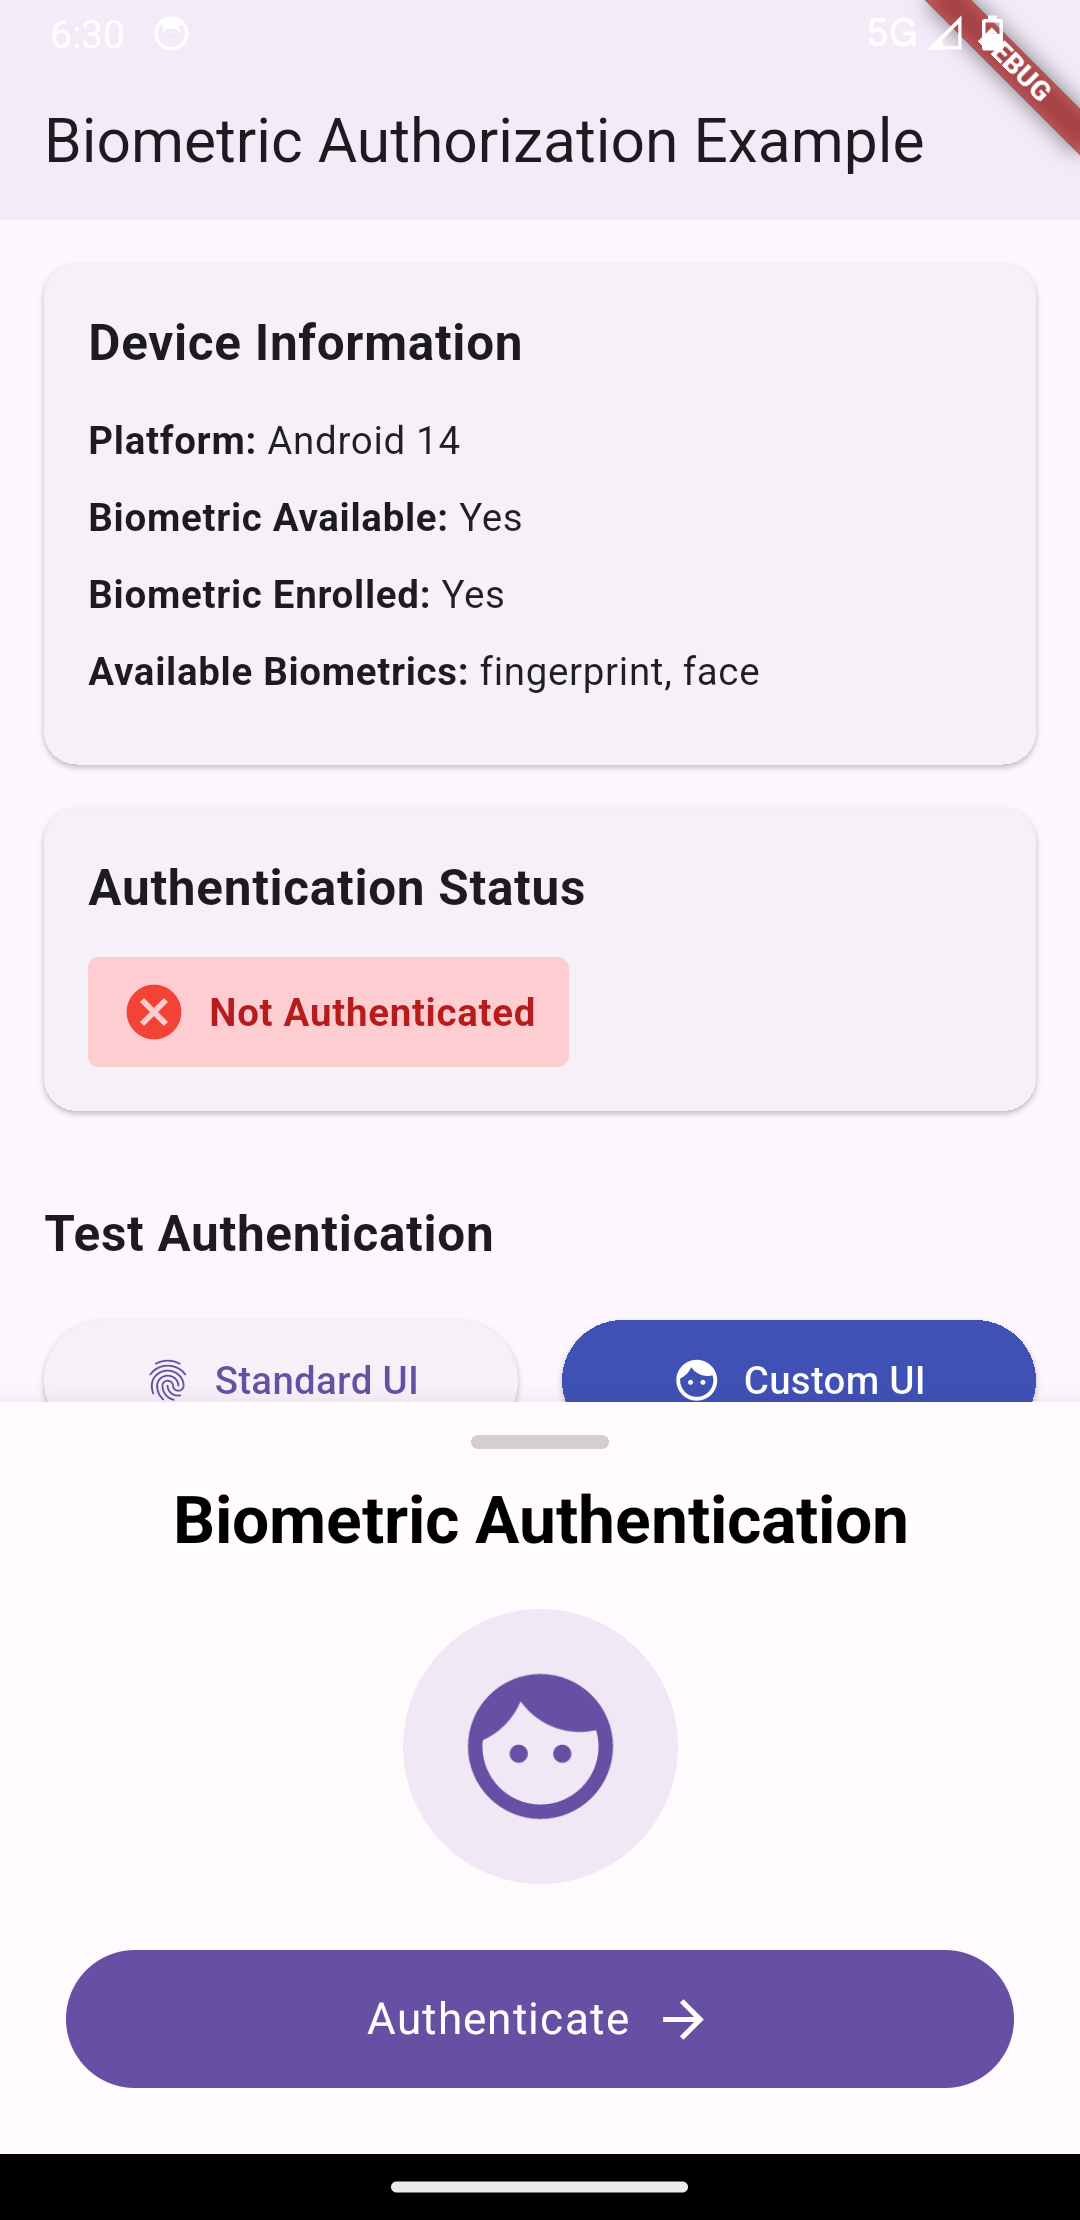 6:30 5G
DEBUG
Biometric Authorization Example
Device Information
Platform: Android 14
Biometric Available: Yes
Biometric Enrolled: Yes
Available Biometrics: fingerprint, face
Authentication Status
Not Authenticated
Test Authentication
Standard UI Custom UI
Biometric Authentication
Authenticate